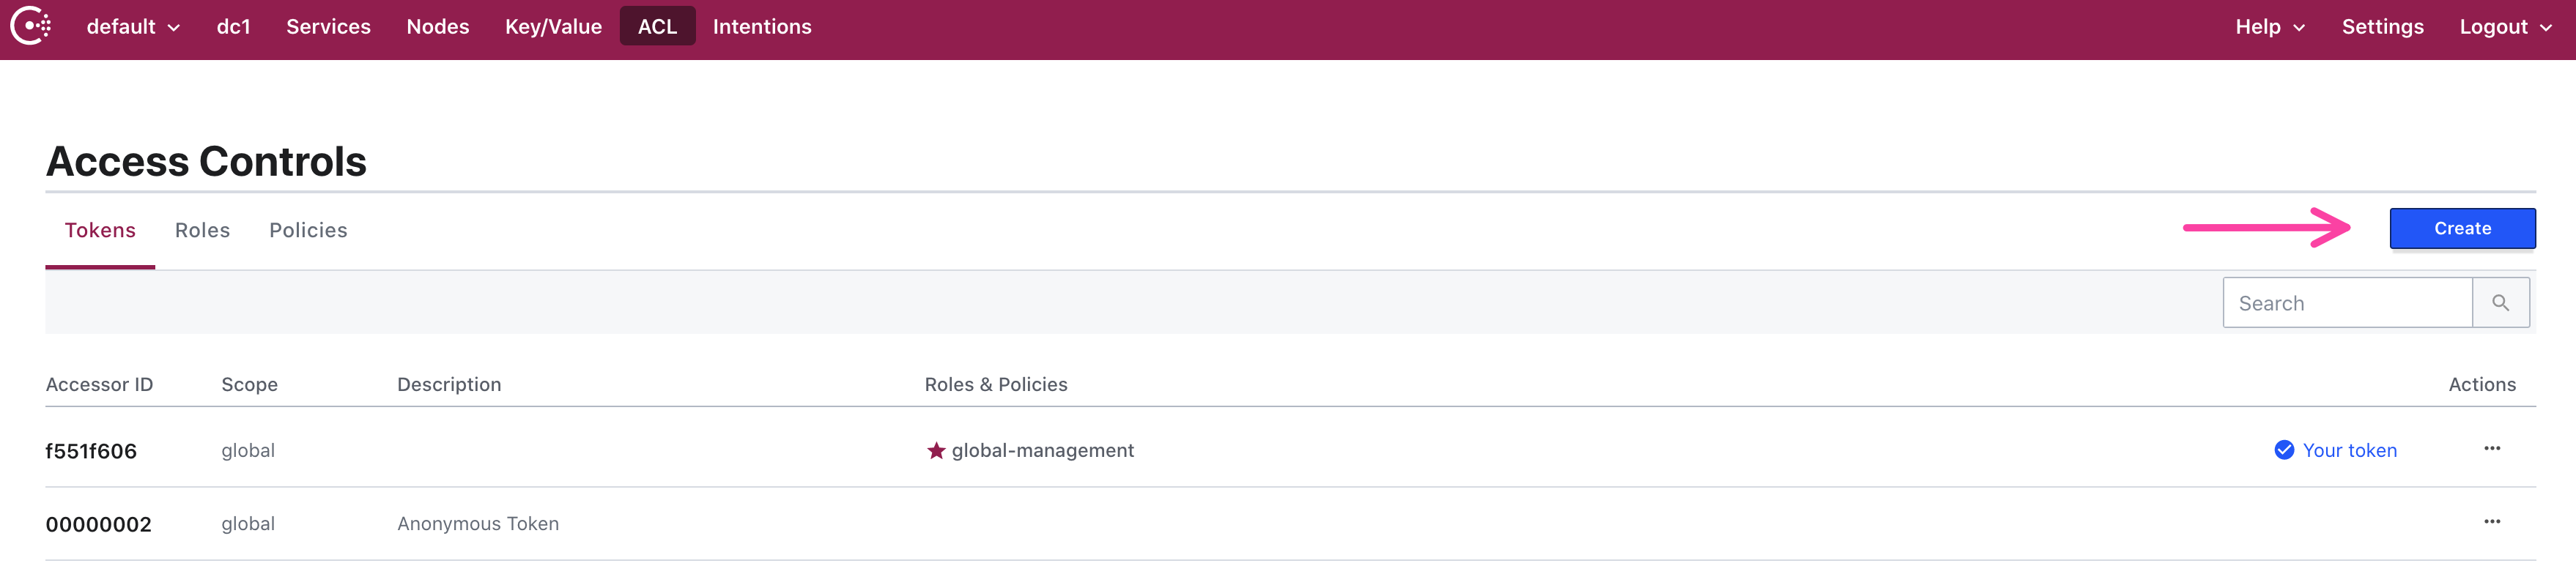 default dc1 Services Nodes Key/Value ACL Intentions Help Settings Logout
Access Controls
Tokens Roles Policies Create
Search
Accessor ID Scope Description Roles & Policies Actions
f551f606 global global-management Your token ...
00000002 global Anonymous Token ...